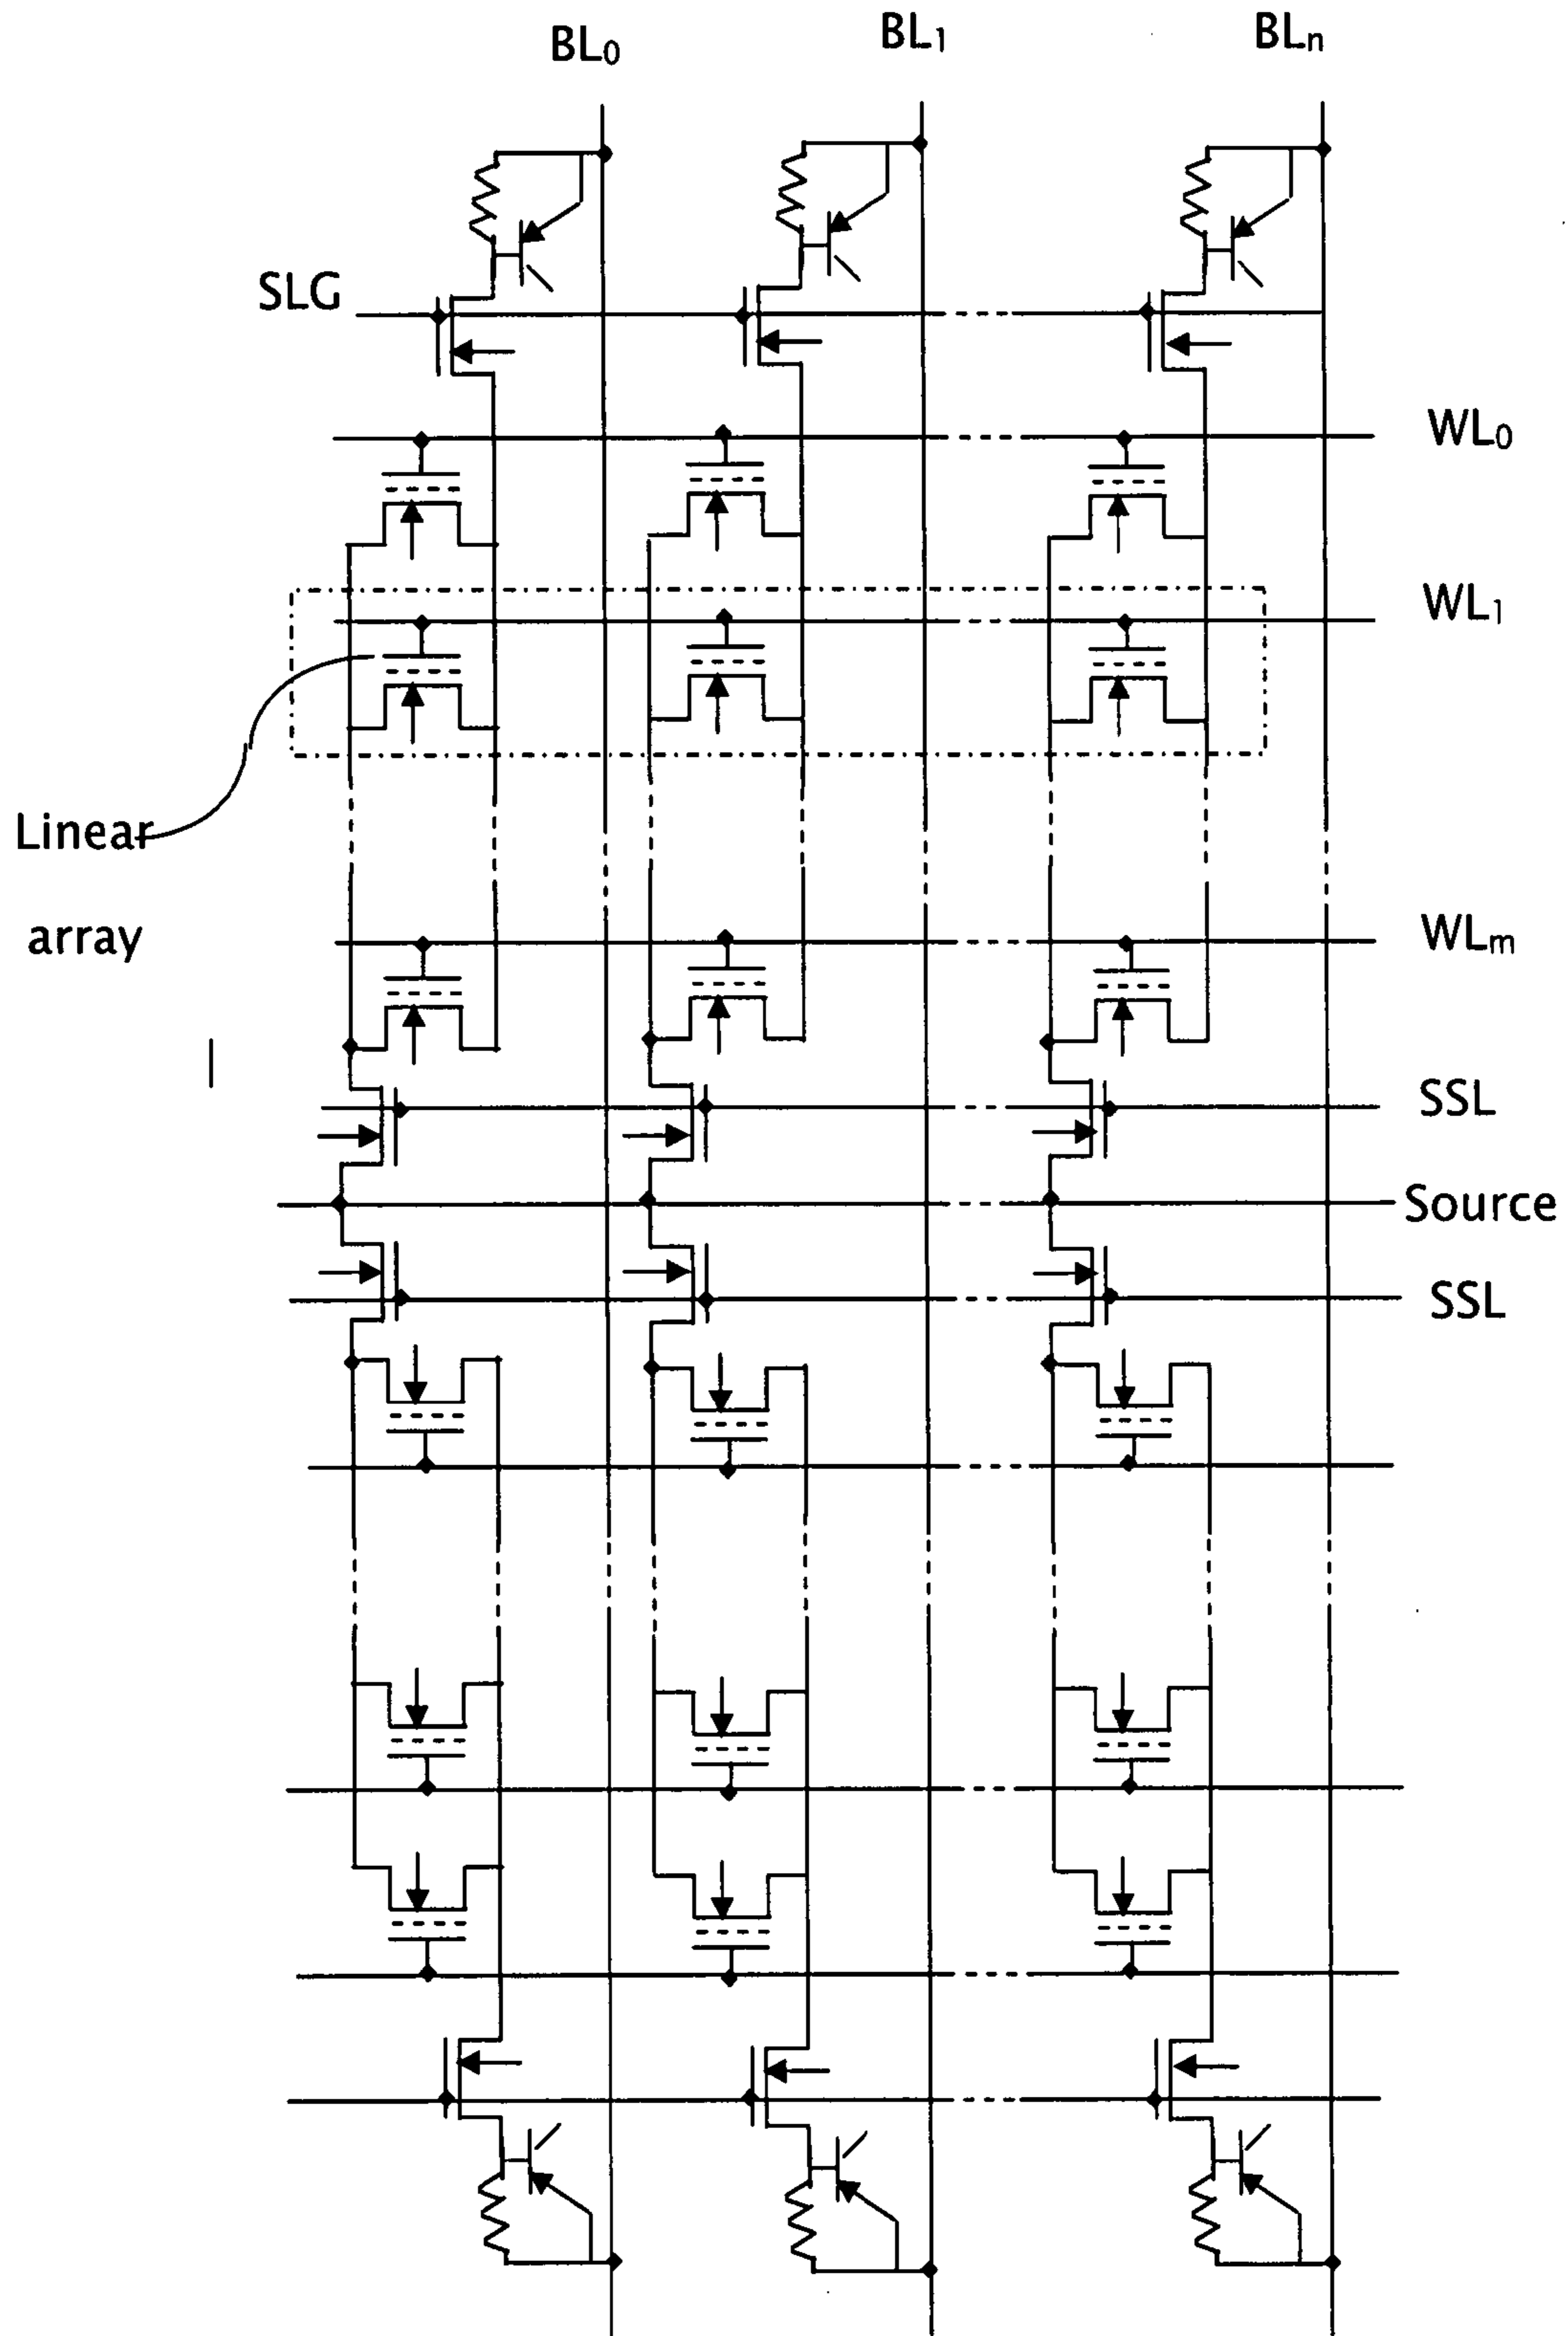 BL₀ BL₁ BLₙ
SLG
WL₀
WL₁
Linear
array
WLₘ
SSL
Source
SSL